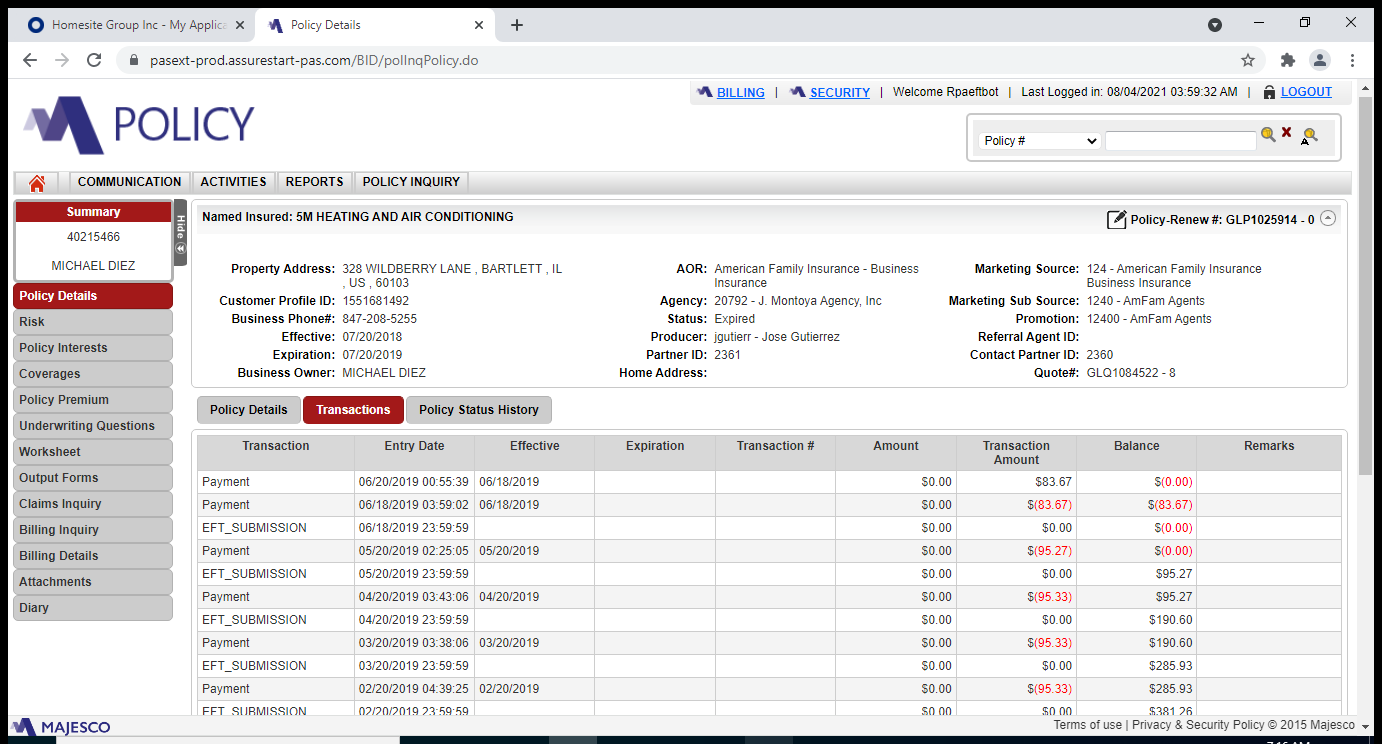 Homesite Group Inc - My Applica
Policy Details
pasext-prod.assurestart-pas.com/BID/polInqPolicy.do
BILLING | SECURITY | Welcome Rpaeftbot | Last Logged in: 08/04/2021 03:59:32 AM | LOGOUT
POLICY
Policy #
A
COMMUNICATION ACTIVITIES REPORTS POLICY INQUIRY
Summary
40215466
MICHAEL DIEZ
Hide
Policy Details
Risk
Policy Interests
Coverages
Policy Premium
Underwriting Questions
Worksheet
Output Forms
Claims Inquiry
Billing Inquiry
Billing Details
Attachments
Diary
Named Insured: 5M HEATING AND AIR CONDITIONING
Policy-Renew #: GLP1025914 - 0
Property Address: 328 WILDBERRY LANE , BARTLETT , IL
, US , 60103
Customer Profile ID: 1551681492
Business Phone#: 847-208-5255
Effective: 07/20/2018
Expiration: 07/20/2019
Business Owner: MICHAEL DIEZ
AOR: American Family Insurance - Business
Insurance
Agency: 20792 - J. Montoya Agency, Inc
Status: Expired
Producer: jgutierr - Jose Gutierrez
Partner ID: 2361
Home Address:
Marketing Source: 124 - American Family Insurance
Business Insurance
Marketing Sub Source: 1240 - AmFam Agents
Promotion: 12400 - AmFam Agents
Referral Agent ID:
Contact Partner ID: 2360
Quote#: GLQ1084522 - 8
Policy Details Transactions Policy Status History
Transaction Entry Date Effective Expiration Transaction # Amount Transaction Amount Balance Remarks
Payment 06/20/2019 00:55:39 06/18/2019 $0.00 $83.67 $(0.00)
Payment 06/18/2019 03:59:02 06/18/2019 $0.00 $(83.67) $(83.67)
EFT_SUBMISSION 06/18/2019 23:59:59 $0.00 $0.00 $(0.00)
Payment 05/20/2019 02:25:05 05/20/2019 $0.00 $(95.27) $(0.00)
EFT_SUBMISSION 05/20/2019 23:59:59 $0.00 $0.00 $95.27
Payment 04/20/2019 03:43:06 04/20/2019 $0.00 $(95.33) $95.27
EFT_SUBMISSION 04/20/2019 23:59:59 $0.00 $0.00 $190.60
Payment 03/20/2019 03:38:06 03/20/2019 $0.00 $(95.33) $190.60
EFT_SUBMISSION 03/20/2019 23:59:59 $0.00 $0.00 $285.93
Payment 02/20/2019 04:39:25 02/20/2019 $0.00 $(95.33) $285.93
EFT_SUBMISSION 02/20/2019 23:59:59 $0.00 $0.00 $381.26
MAJESCO
Terms of use | Privacy & Security Policy © 2015 Majesco